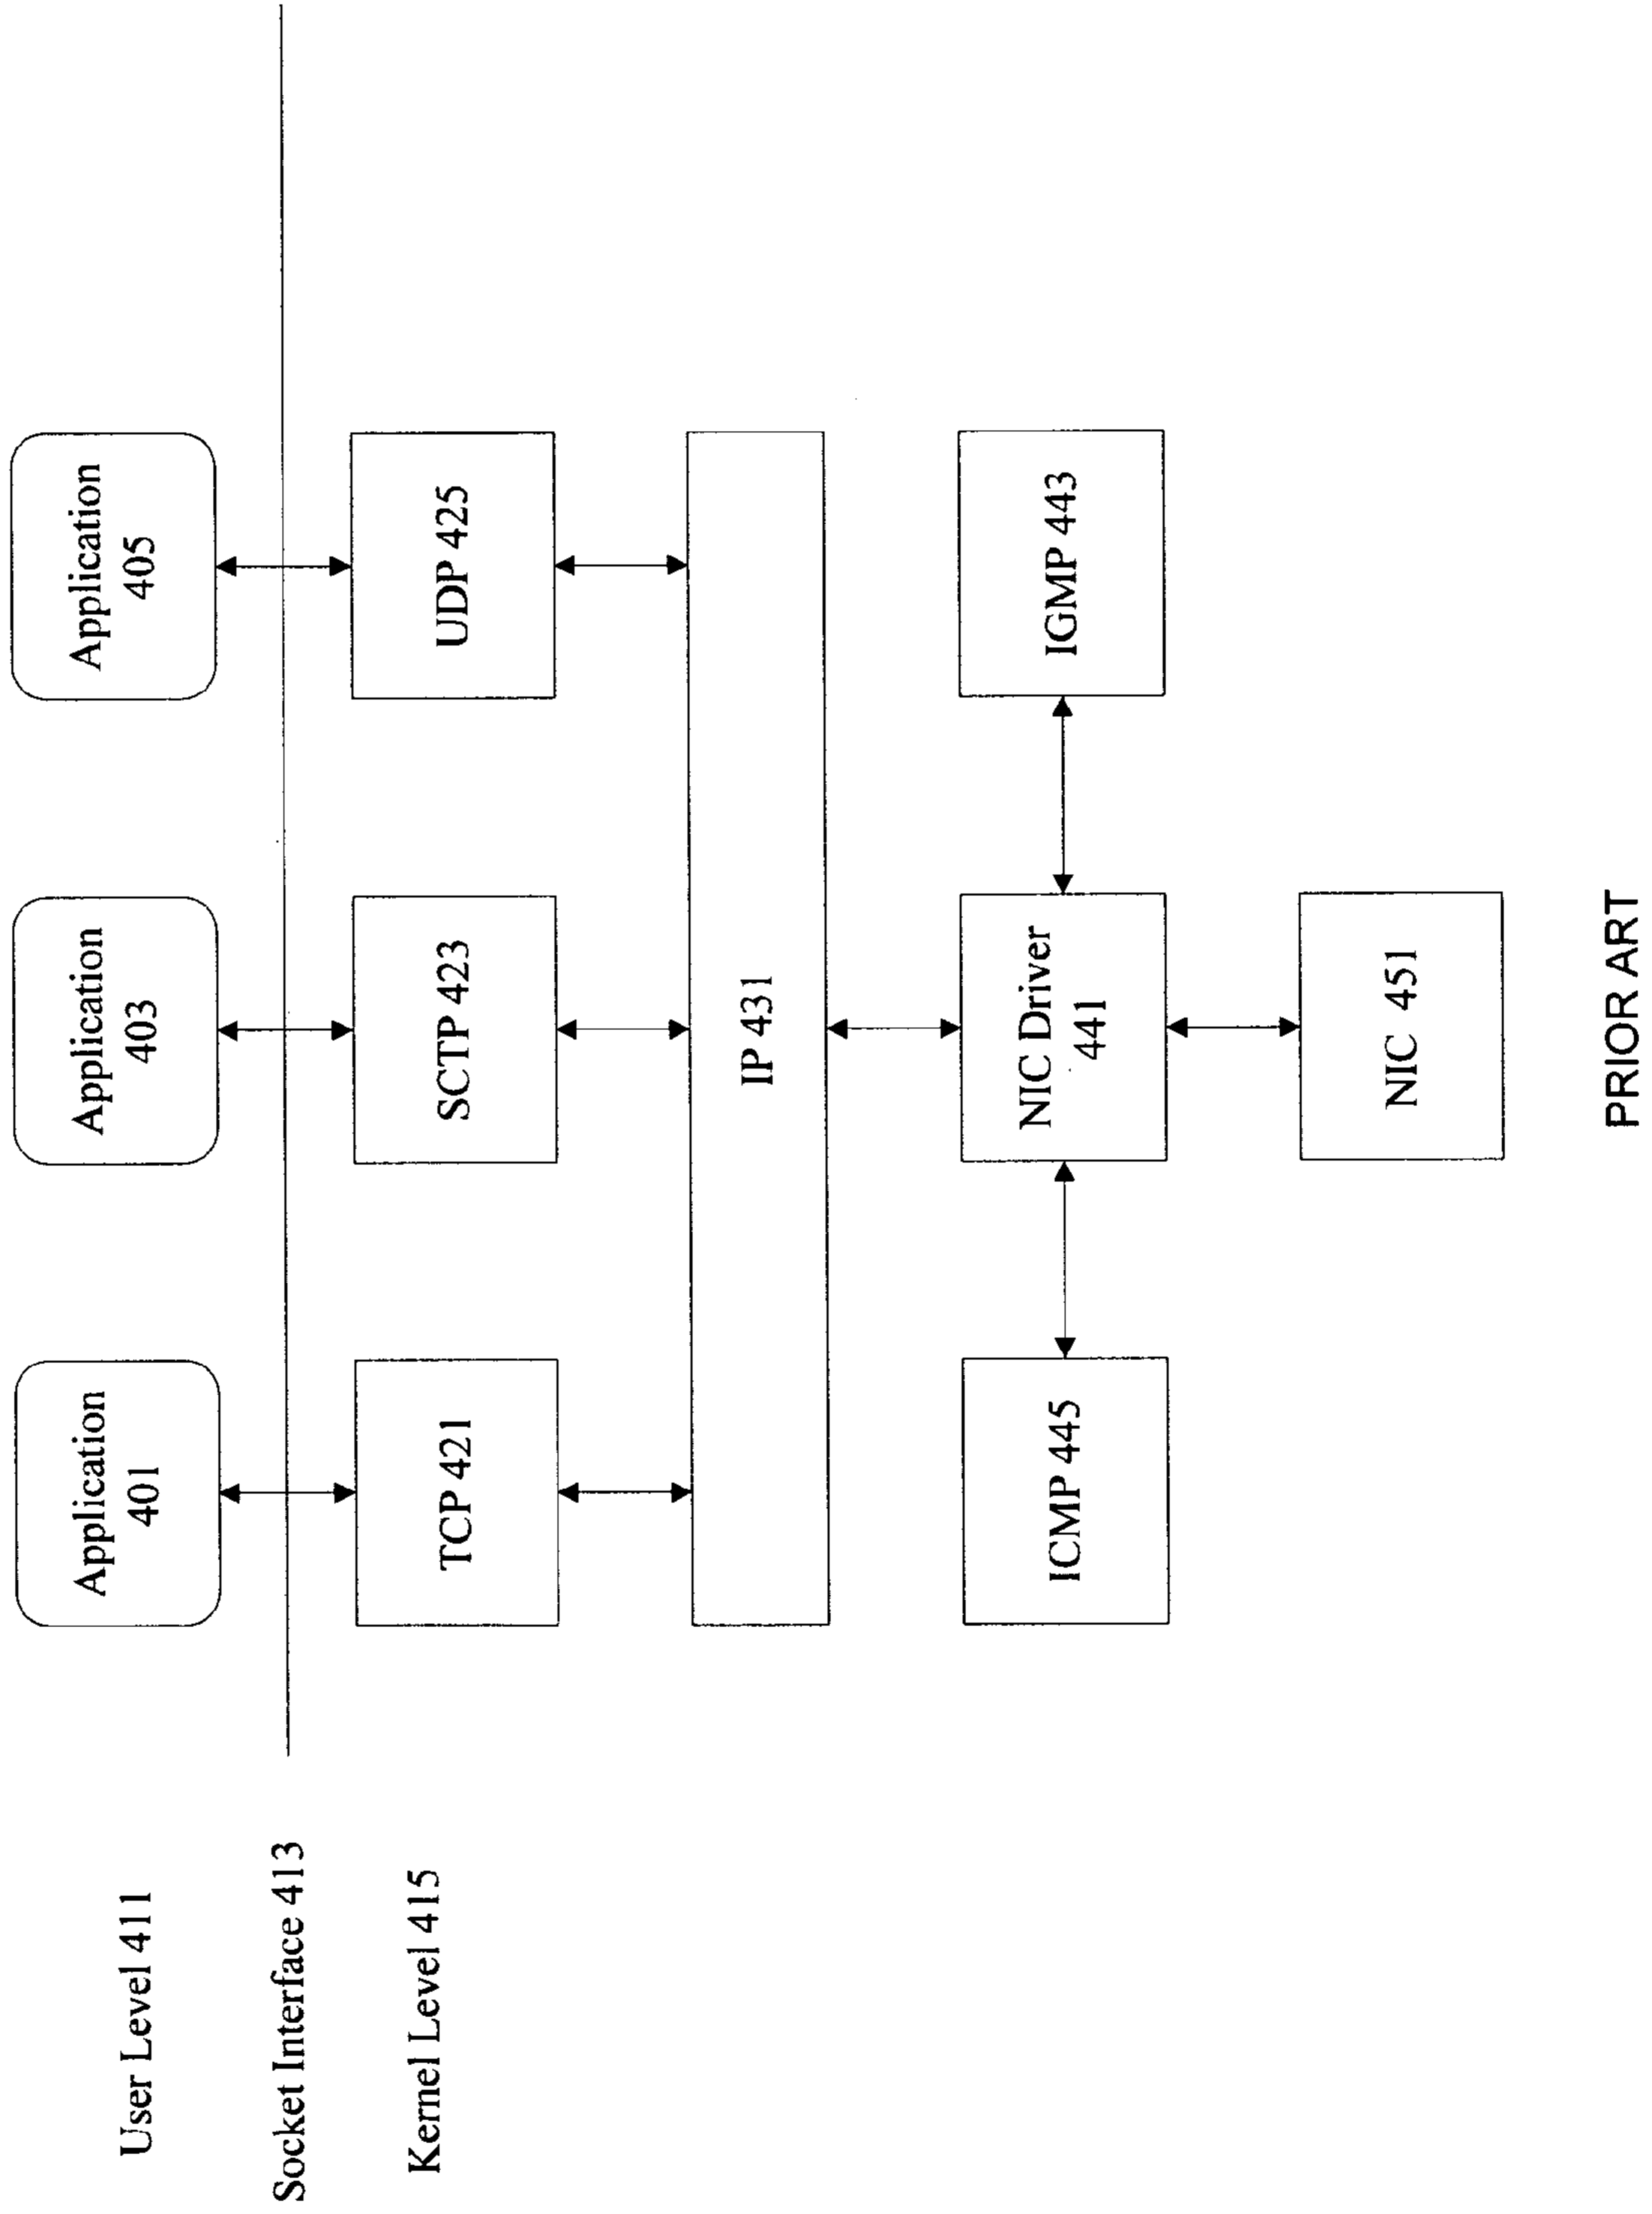 User Level 411
Application
401
Application
403
Application
405
Socket Interface 413
Kernel Level 415
TCP 421
SCTP 423
UDP 425
IP 431
ICMP 445
NIC Driver
441
IGMP 443
NIC 451
PRIOR ART